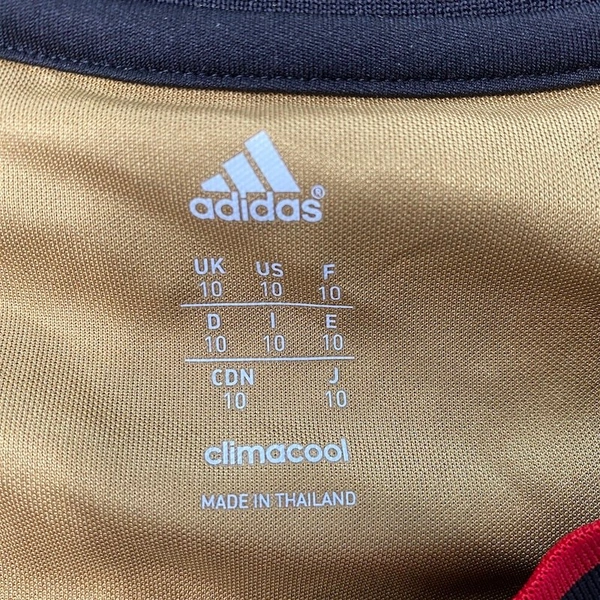 adidas®
UK US F
10 10 10
D I E
10 10 10
CDN J
10 10
climacool
MADE IN THAILAND